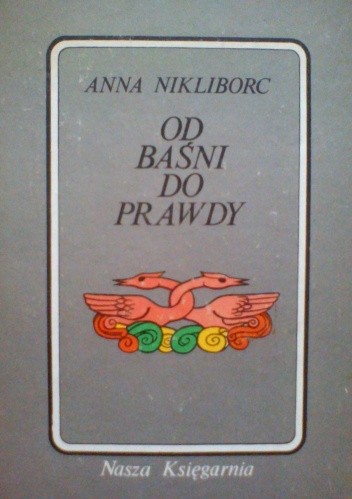 ANNA NIKLIBORC
OD
BAŚNI
DO
PRAWDY
Nasza Księgarnia